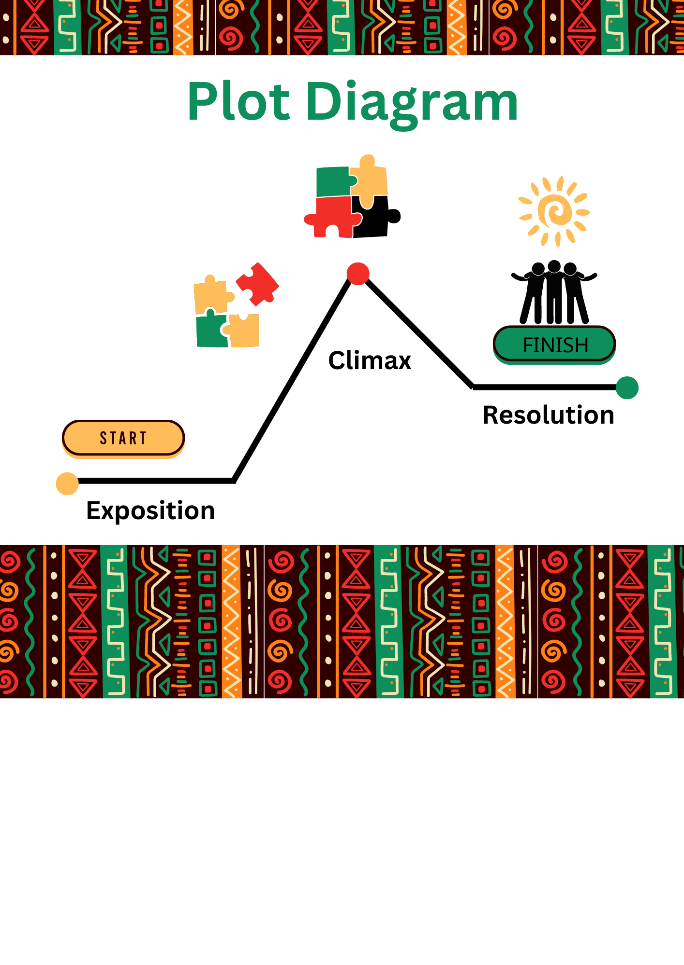 Plot Diagram
FINISH
Climax
Resolution
START
Exposition